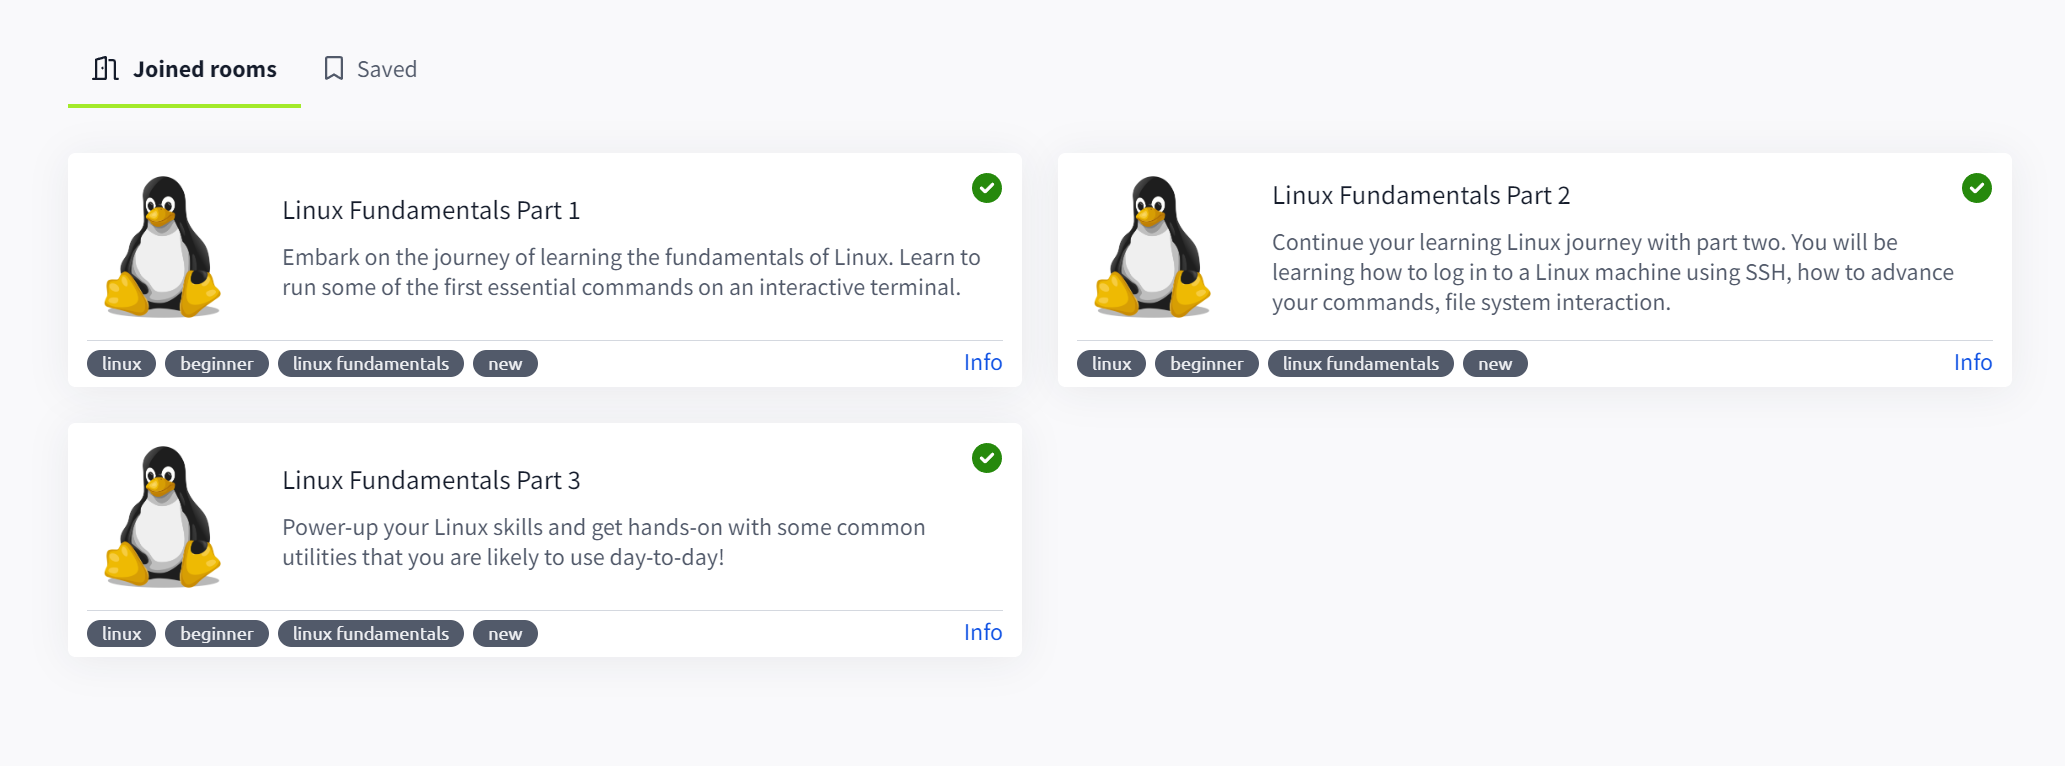 Joined rooms
Saved
Linux Fundamentals Part 1
Embark on the journey of learning the fundamentals of Linux. Learn to
run some of the first essential commands on an interactive terminal.
linux beginner linux fundamentals new Info
Linux Fundamentals Part 2
Continue your learning Linux journey with part two. You will be
learning how to log in to a Linux machine using SSH, how to advance
your commands, file system interaction.
linux beginner linux fundamentals new Info
Linux Fundamentals Part 3
Power-up your Linux skills and get hands-on with some common
utilities that you are likely to use day-to-day!
linux beginner linux fundamentals new Info